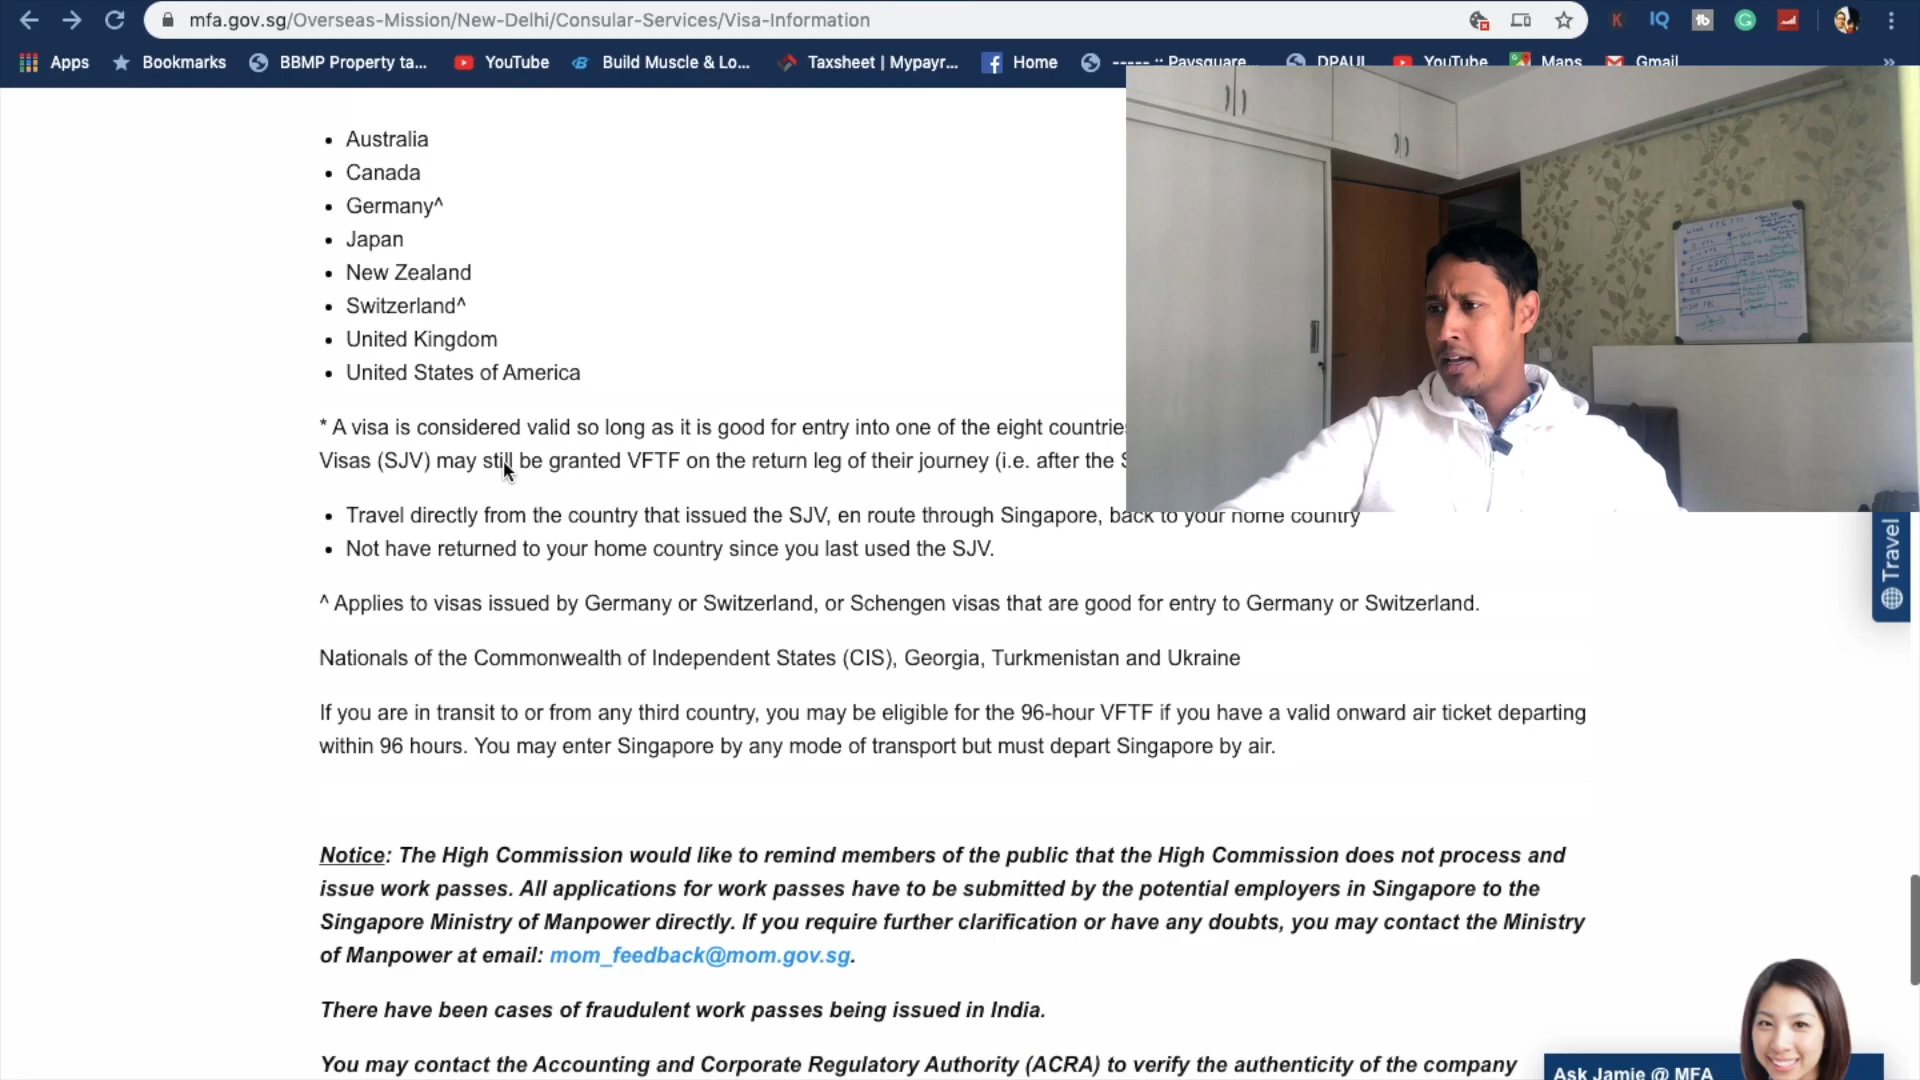 mfa.gov.sg/Overseas-Mission/New-Delhi/Consular-Services/Visa-Information
Apps Bookmarks BBMP Property ta... YouTube Build Muscle & Lo... Taxsheet | Mypayr... Home ----- :: Paysquare... DPAUL YouTube Maps Gmail »
• Australia
• Canada
• Germany^
• Japan
• New Zealand
• Switzerland^
• United Kingdom
• United States of America
* A visa is considered valid so long as it is good for entry into one of the eight countrie
Visas (SJV) may still be granted VFTF on the return leg of their journey (i.e. after the S
• Travel directly from the country that issued the SJV, en route through Singapore, back to your home country
• Not have returned to your home country since you last used the SJV.
^ Applies to visas issued by Germany or Switzerland, or Schengen visas that are good for entry to Germany or Switzerland.
Nationals of the Commonwealth of Independent States (CIS), Georgia, Turkmenistan and Ukraine
If you are in transit to or from any third country, you may be eligible for the 96-hour VFTF if you have a valid onward air ticket departing
within 96 hours. You may enter Singapore by any mode of transport but must depart Singapore by air.
Notice: The High Commission would like to remind members of the public that the High Commission does not process and
issue work passes. All applications for work passes have to be submitted by the potential employers in Singapore to the
Singapore Ministry of Manpower directly. If you require further clarification or have any doubts, you may contact the Ministry
of Manpower at email: mom_feedback@mom.gov.sg.
There have been cases of fraudulent work passes being issued in India.
You may contact the Accounting and Corporate Regulatory Authority (ACRA) to verify the authenticity of the company
Travel
Ask Jamie @ MFA